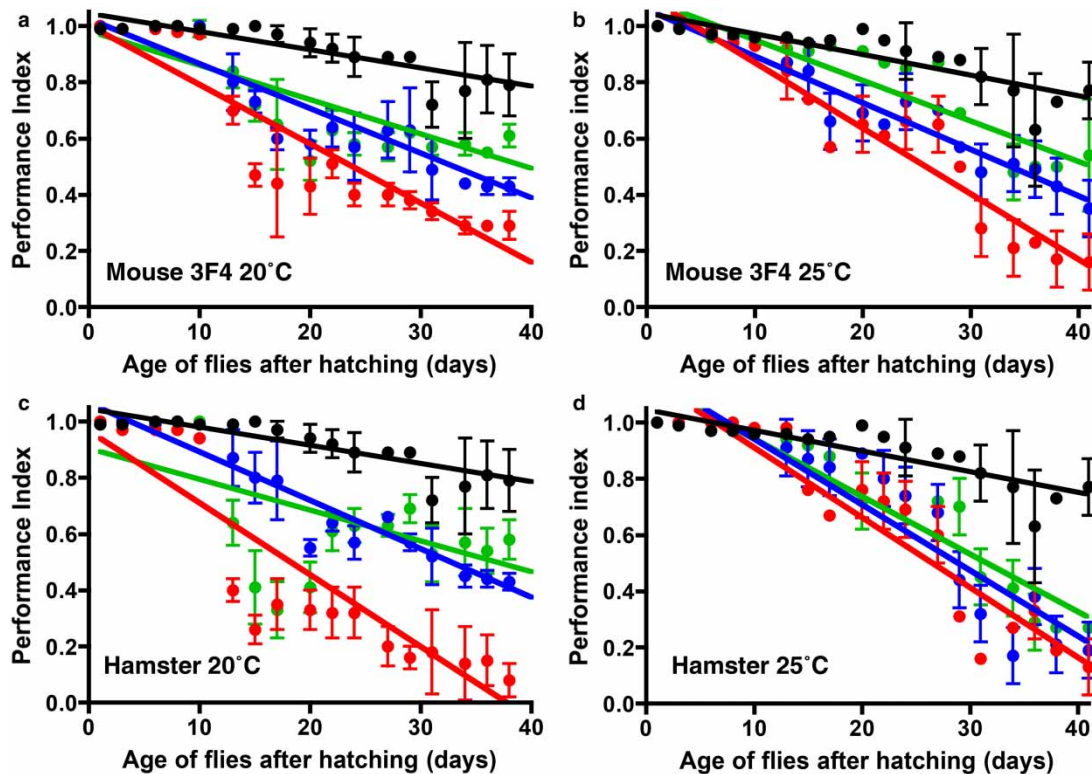 a
b
Performance Index
1.0
0.8
0.6
0.4
0.2
0.0
Mouse 3F4 20˚C
0 10 20 30 40
Age of flies after hatching (days)
Performance index
1.0
0.8
0.6
0.4
0.2
0.0
Mouse 3F4 25˚C
0 10 20 30 40
Age of flies after hatching (days)
c
d
Performance Index
1.0
0.8
0.6
0.4
0.2
0.0
Hamster 20˚C
0 10 20 30 40
Age of flies after hatching (days)
Performance index
1.0
0.8
0.6
0.4
0.2
0.0
Hamster 25˚C
0 10 20 30 40
Age of flies after hatching (days)